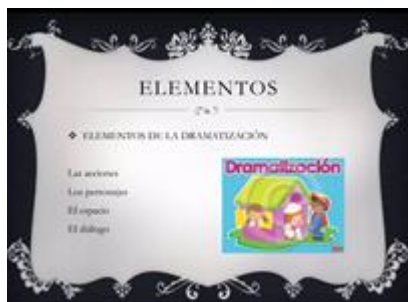 ELEMENTOS
❖ ELEMENTOS DE LA DRAMATIZACIÓN
Las acciones
Los personajes
El espacio
El diálogo
Dramatización